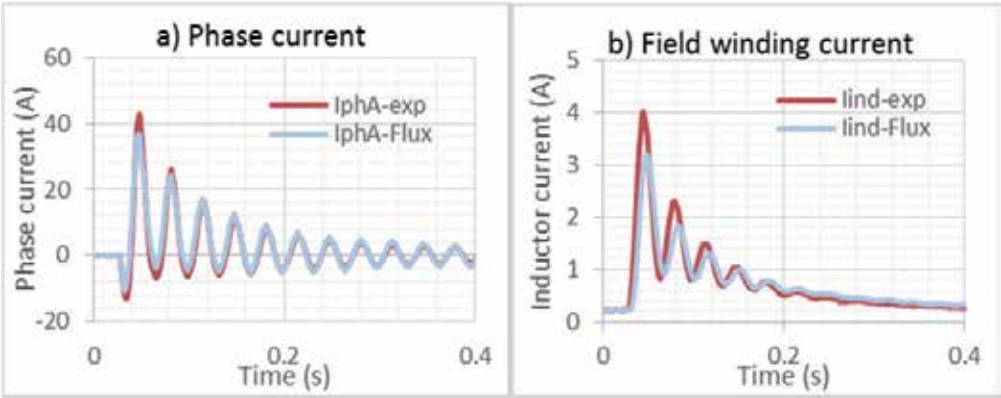 a) Phase current
60
40
20
0
-20
Phase current (A)
IphA-exp
IphA-Flux
0
0.2
0.4
Time (s)
b) Field winding current
5
4
3
2
1
0
Inductor current (A)
Iind-exp
Iind-Flux
0
0.2
0.4
Time (s)